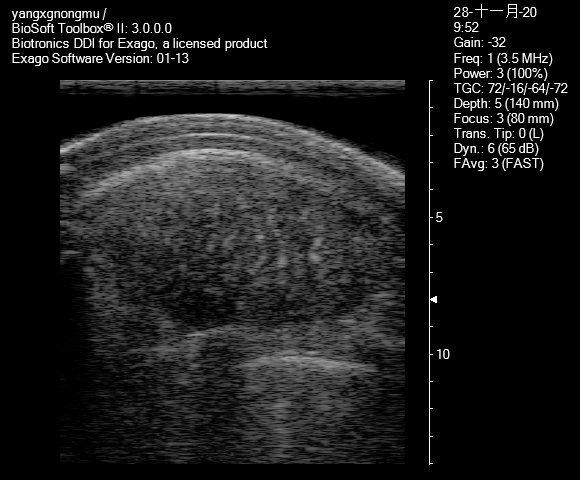 yangxgnongmu /
BioSoft Toolbox® II: 3.0.0.0
Biotronics DDI for Exago, a licensed product
Exago Software Version: 01-13
28-十一月-20
9:52
Gain: -32
Freq: 1 (3.5 MHz)
Power: 3 (100%)
TGC: 72/-16/-64/-72
Depth: 5 (140 mm)
Focus: 3 (80 mm)
Trans. Tip: 0 (L)
Dyn.: 6 (65 dB)
FAvg: 3 (FAST)
5
10